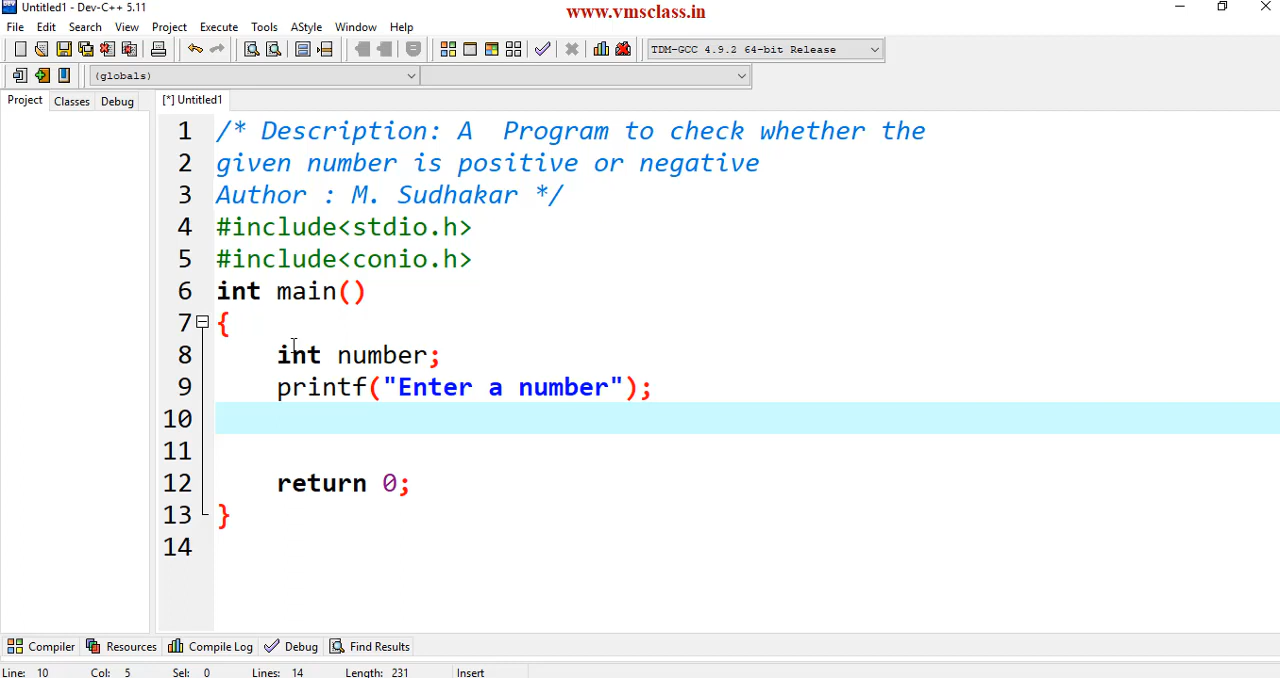 Untitled1 - Dev-C++ 5.11
www.vmsclass.in
File Edit Search View Project Execute Tools AStyle Window Help
TDM-GCC 4.9.2 64-bit Release
(globals)
Project Classes Debug [*] Untitled1
1 /* Description: A  Program to check whether the
2 given number is positive or negative
3 Author : M. Sudhakar */
4 #include<stdio.h>
5 #include<conio.h>
6 int main()
7 {
8     int number;
9     printf("Enter a number");
10
11
12     return 0;
13 }
14
Compiler Resources Compile Log Debug Find Results
Line: 10 Col: 5 Sel: 0 Lines: 14 Length: 231 Insert